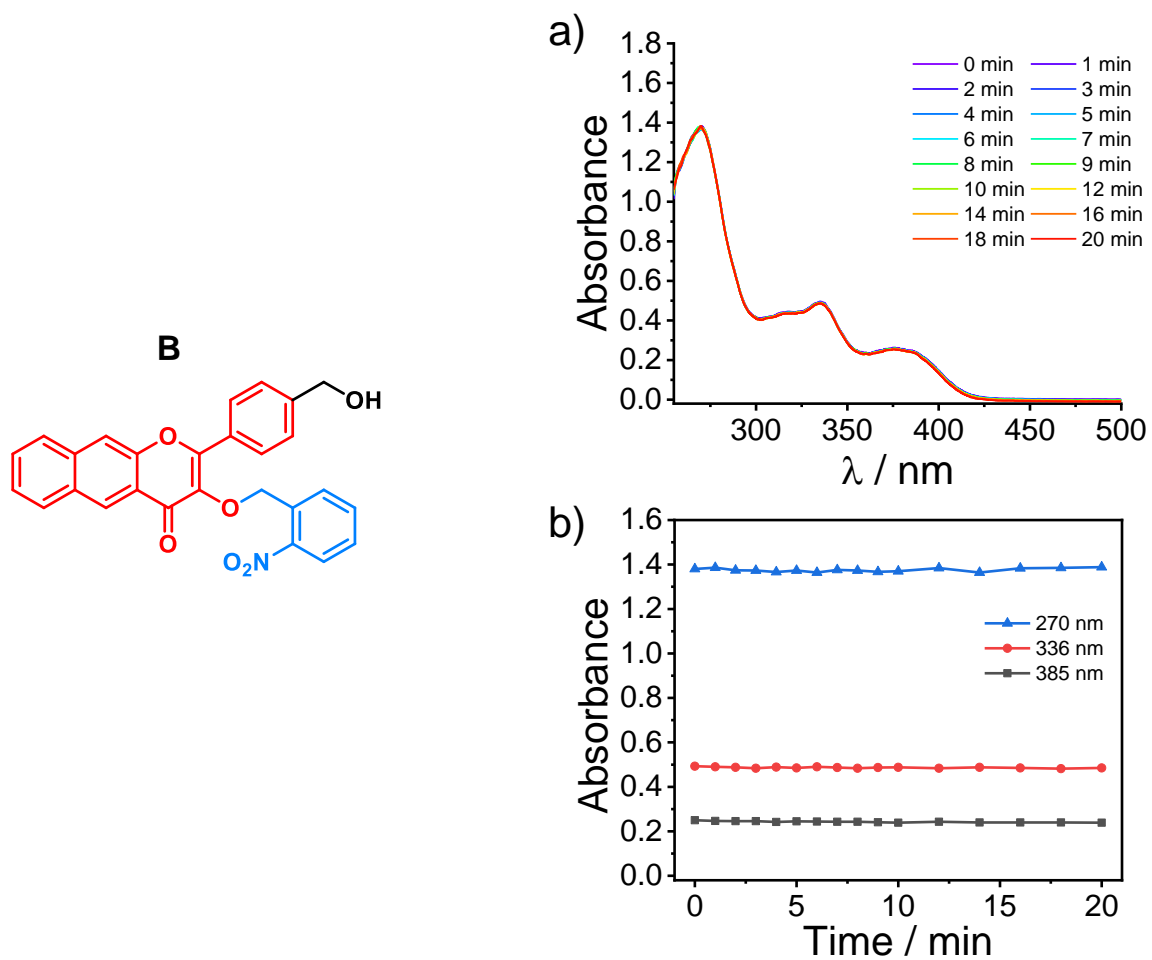 B
OH
O
O
O
O₂N
a)
1.8
1.6
1.4
1.2
1.0
0.8
0.6
0.4
0.2
0.0
Absorbance
300 350 400 450 500
λ / nm
0 min 1 min
2 min 3 min
4 min 5 min
6 min 7 min
8 min 9 min
10 min 12 min
14 min 16 min
18 min 20 min
b)
1.6
1.4
1.2
1.0
0.8
0.6
0.4
0.2
0.0
Absorbance
270 nm
336 nm
385 nm
0 5 10 15 20
Time / min